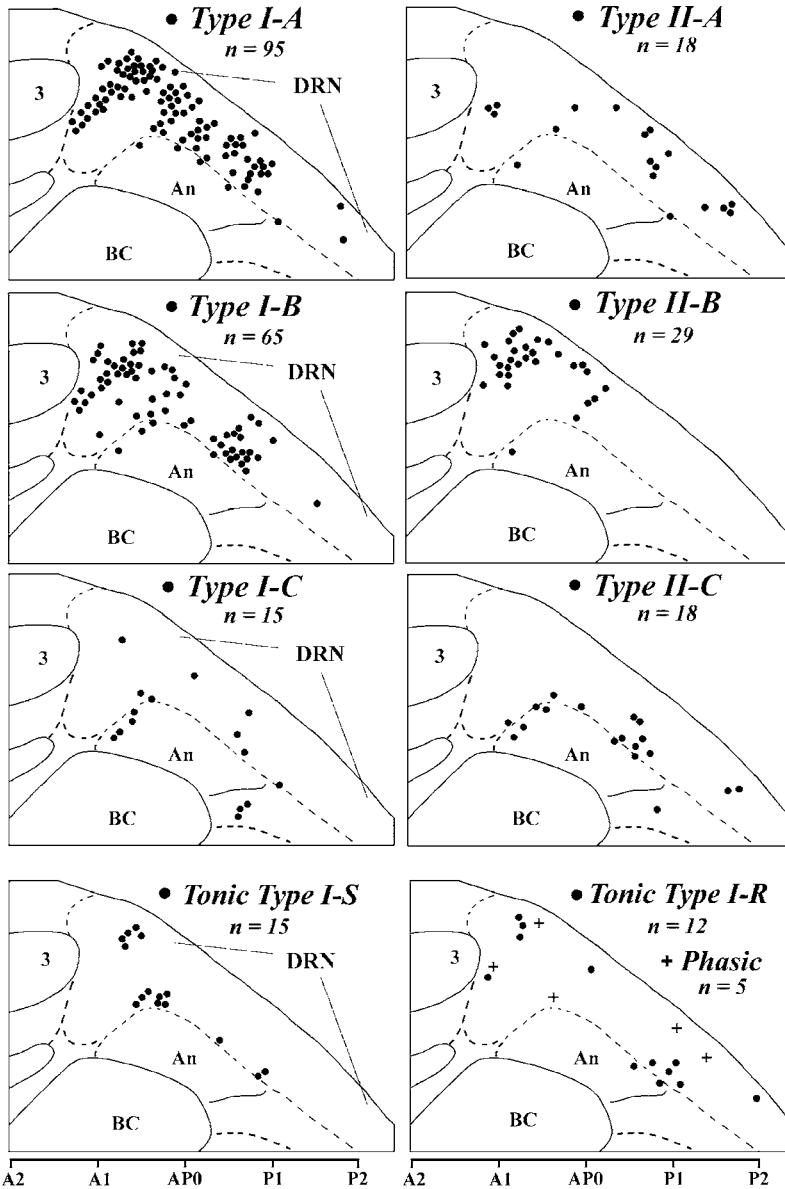 ● Type I-A
n = 95
● Type II-A
n = 18
3
DRN
An
BC
3
An
BC
● Type I-B
n = 65
● Type II-B
n = 29
3
DRN
An
BC
3
An
BC
● Type I-C
n = 15
● Type II-C
n = 18
3
DRN
An
BC
3
An
BC
● Tonic Type I-S
n = 15
● Tonic Type I-R
n = 12
+ Phasic
n = 5
3
DRN
An
BC
3
An
BC
A2 A1 AP0 P1 P2
A2 A1 AP0 P1 P2